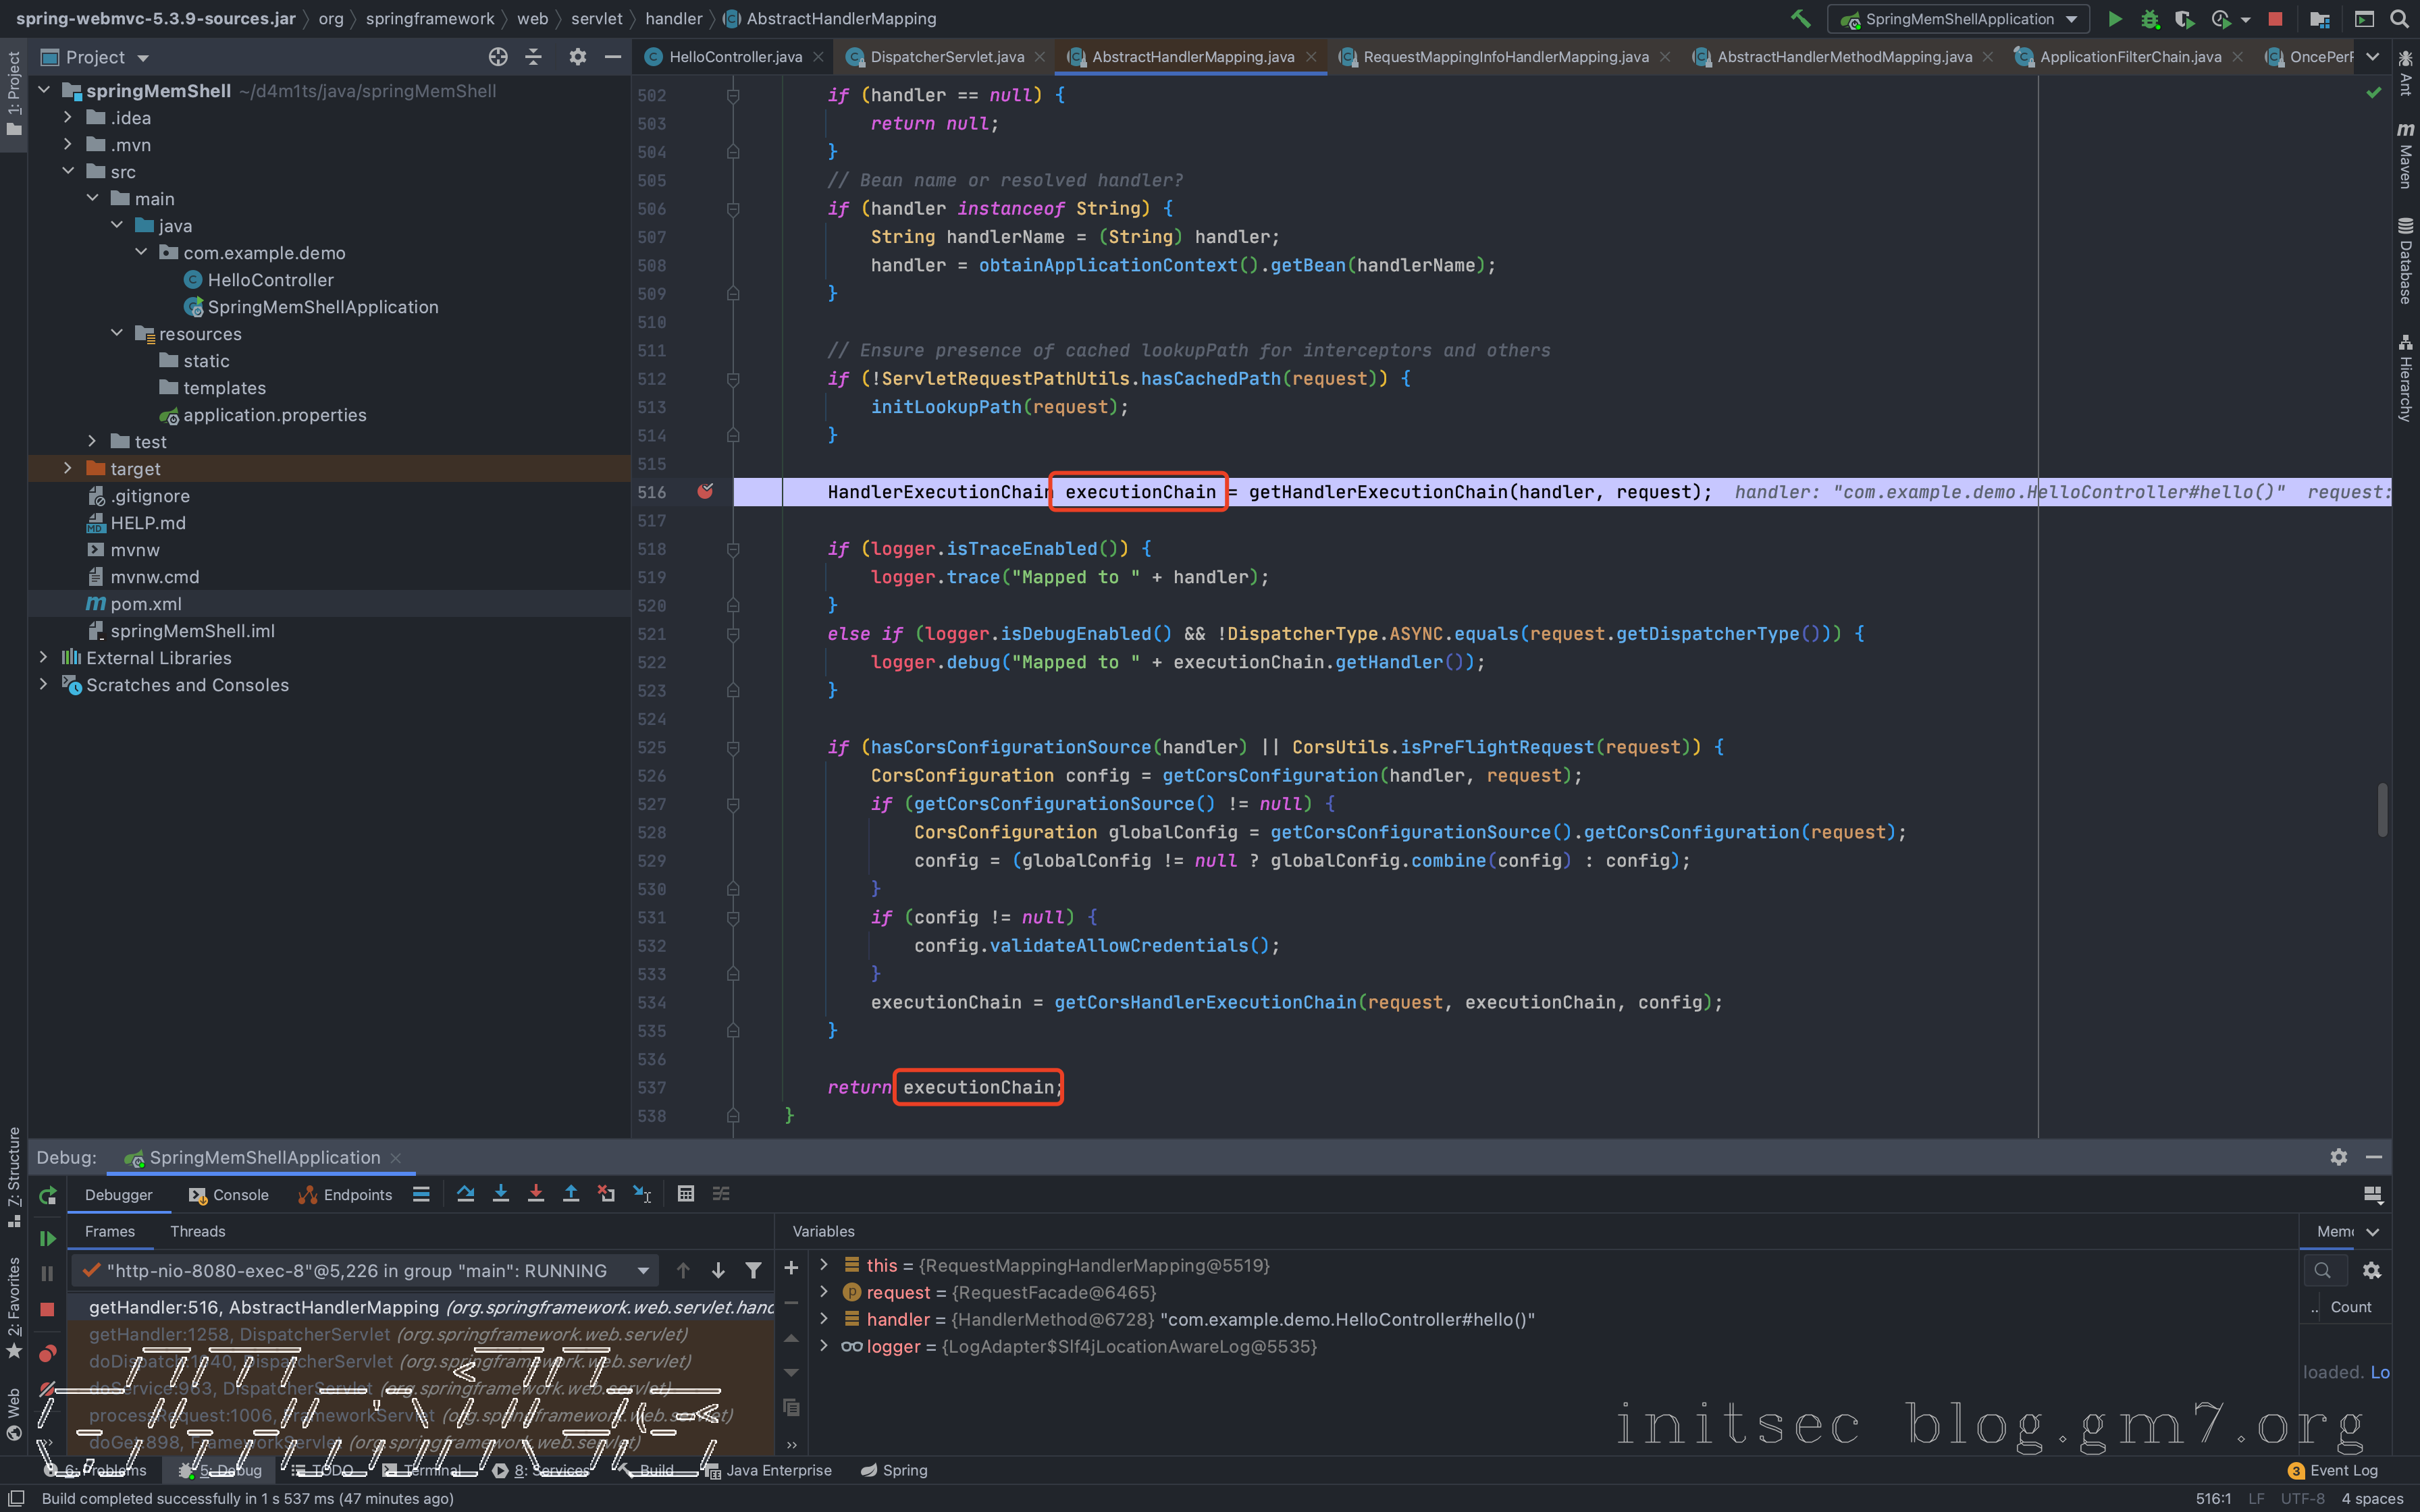 spring-webmvc-5.3.9-sources.jar org springframework web servlet handler AbstractHandlerMapping
SpringMemShellApplication
Project
HelloController.java DispatcherServlet.java AbstractHandlerMapping.java RequestMappingInfoHandlerMapping.java AbstractHandlerMethodMapping.java ApplicationFilterChain.java
1: Project
springMemShell ~/d4m1ts/java/springMemShell
.idea
.mvn
src
main
java
com.example.demo
HelloController
SpringMemShellApplication
resources
static
templates
application.properties
test
target
.gitignore
HELP.md
mvnw
mvnw.cmd
pom.xml
springMemShell.iml
External Libraries
Scratches and Consoles
Z: Structure
2: Favorites
Web
502 if (handler == null) {
503 return null;
504 }
505 // Bean name or resolved handler?
506 if (handler instanceof String) {
507 String handlerName = (String) handler;
508 handler = obtainApplicationContext().getBean(handlerName);
509 }
510
511 // Ensure presence of cached lookupPath for interceptors and others
512 if (!ServletRequestPathUtils.hasCachedPath(request)) {
513 initLookupPath(request);
514 }
515
516 HandlerExecutionChain executionChain = getHandlerExecutionChain(handler, request); handler: "com.example.demo.HelloController#hello()" request:
517
518 if (logger.isTraceEnabled()) {
519 logger.trace("Mapped to " + handler);
520 }
521 else if (logger.isDebugEnabled() && !DispatcherType.ASYNC.equals(request.getDispatcherType())) {
522 logger.debug("Mapped to " + executionChain.getHandler());
523 }
524
525 if (hasCorsConfigurationSource(handler) || CorsUtils.isPreFlightRequest(request)) {
526 CorsConfiguration config = getCorsConfiguration(handler, request);
527 if (getCorsConfigurationSource() != null) {
528 CorsConfiguration globalConfig = getCorsConfigurationSource().getCorsConfiguration(request);
529 config = (globalConfig != null ? globalConfig.combine(config) : config);
530 }
531 if (config != null) {
532 config.validateAllowCredentials();
533 }
534 executionChain = getCorsHandlerExecutionChain(request, executionChain, config);
535 }
536
537 return executionChain;
538 }
Ant
Maven
Database
Hierarchy
Debug: SpringMemShellApplication
Debugger Console Endpoints
Frames Threads
"http-nio-8080-exec-8"@5,226 in group "main": RUNNING
getHandler:516, AbstractHandlerMapping (org.springframework.web.servlet.hanc
getHandler:1258, DispatcherServlet (org.springframework.web.servlet)
doDispatch:1040, DispatcherServlet (org.springframework.web.servlet)
doService:963, DispatcherServlet (org.springframework.web.servlet)
processRequest:1006, FrameworkServlet (org.springframework.web.servlet)
doGet:898, FrameworkServlet (org.springframework.web.servlet)
Variables
this = {RequestMappingHandlerMapping@5519}
request = {RequestFacade@6465}
handler = {HandlerMethod@6728} "com.example.demo.HelloController#hello()"
logger = {LogAdapter$Slf4jLocationAwareLog@5535}
Count
loaded. Lo
initsec blog.gm7.org
6: Problems 5: Debug TODO Terminal 8: Services Build Java Enterprise Spring
3 Event Log
Build completed successfully in 1 s 537 ms (47 minutes ago)
516:1 LF UTF-8 4 spaces